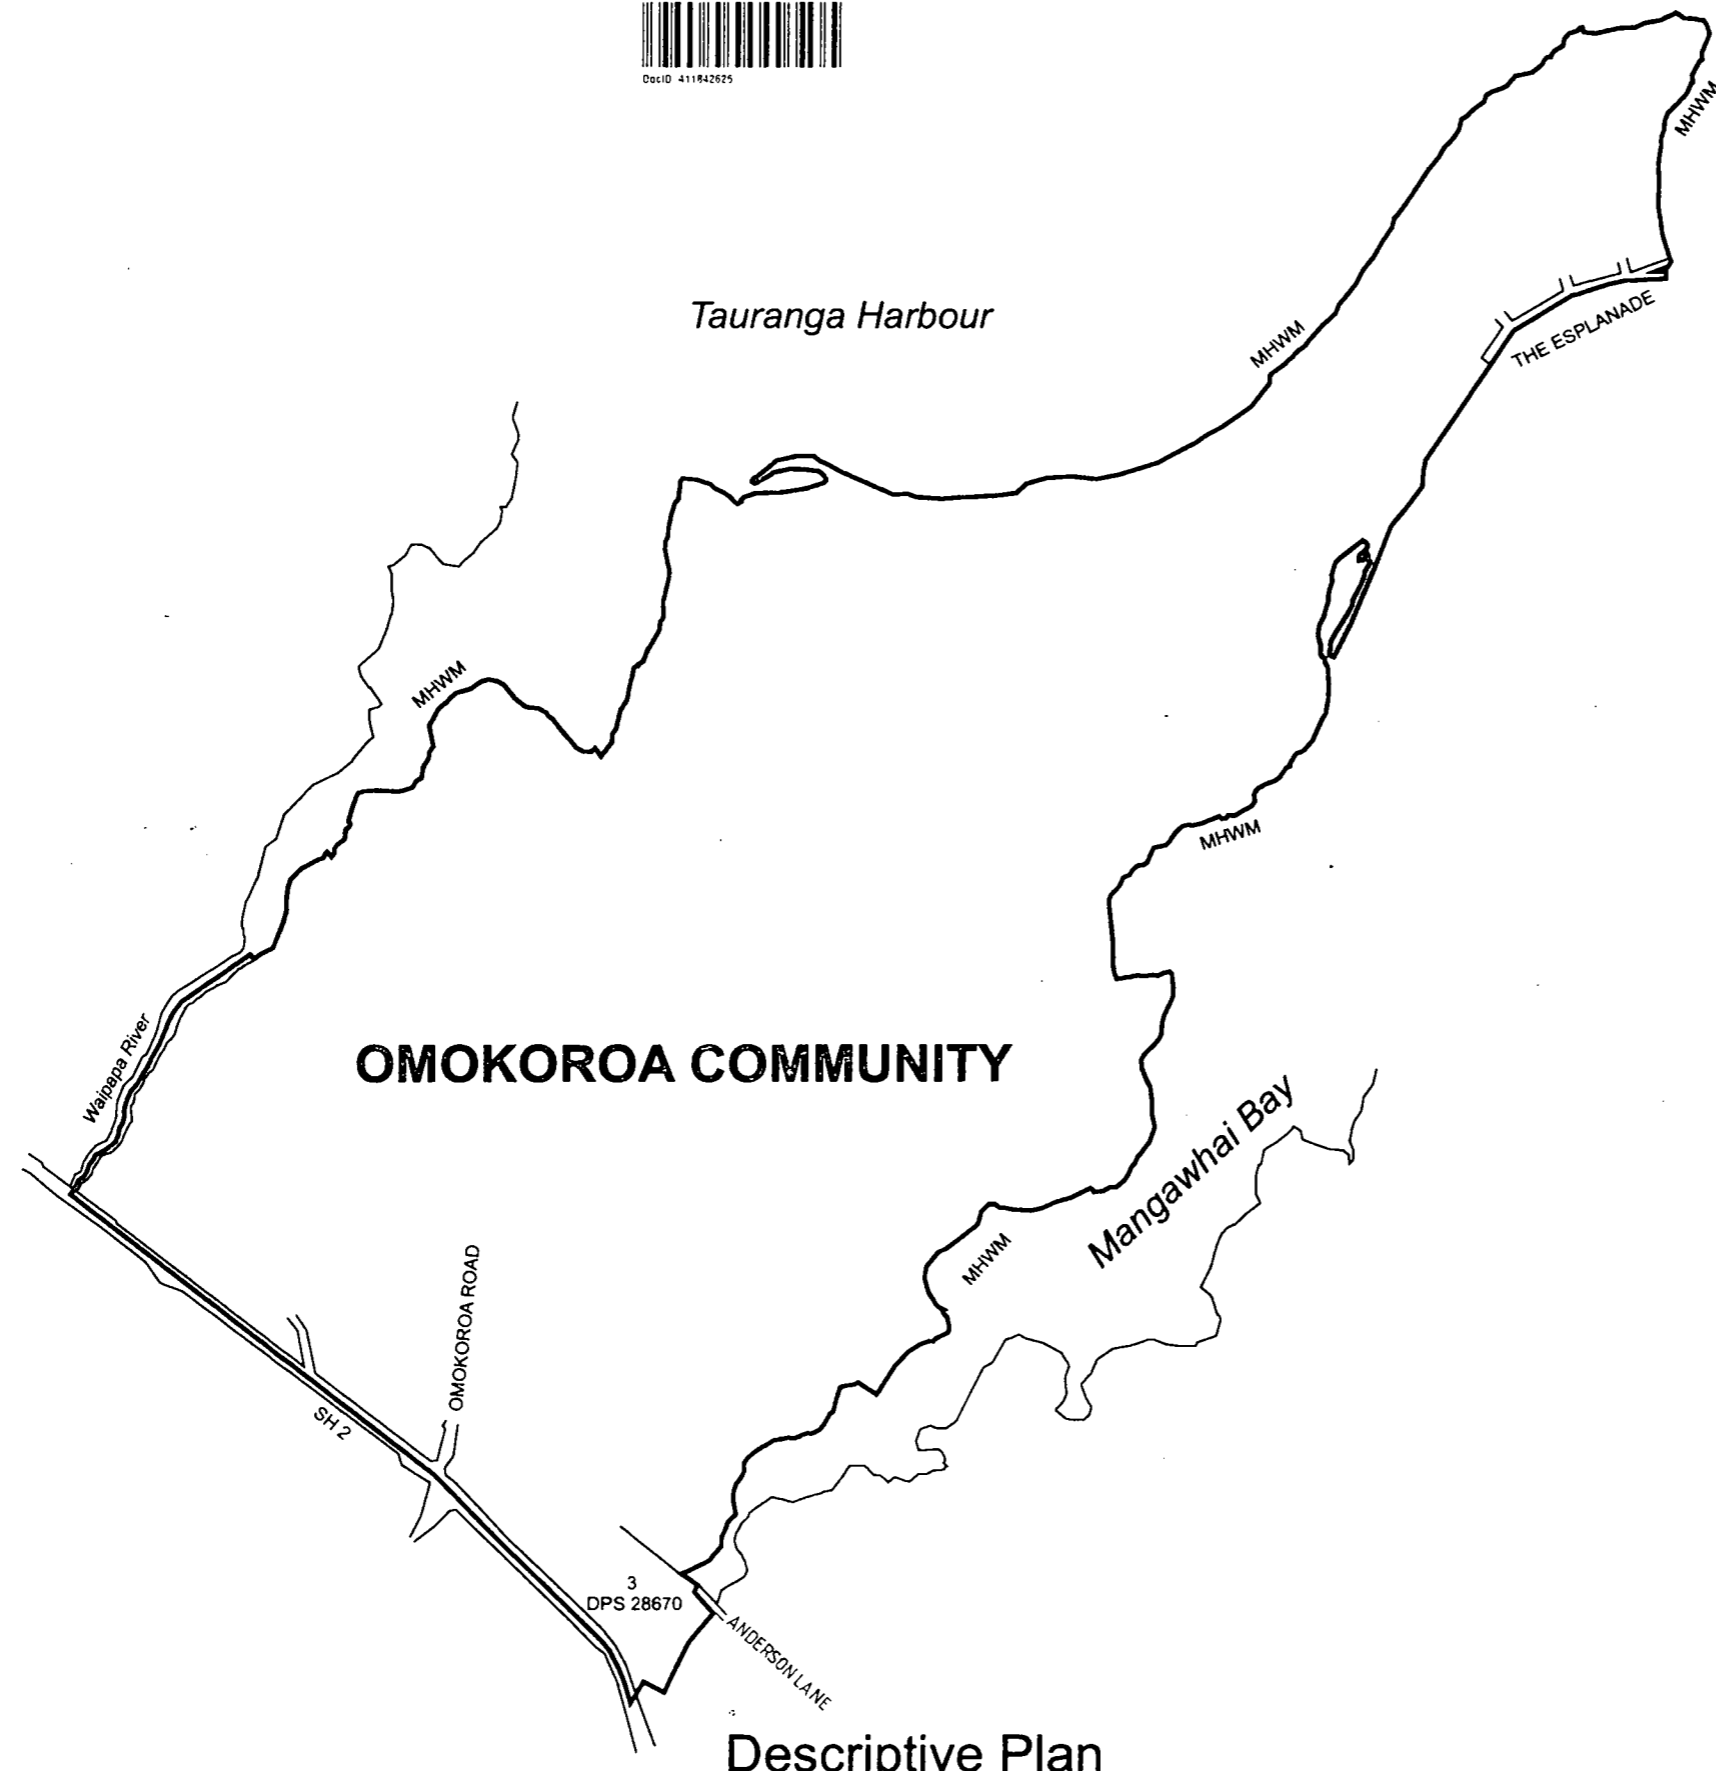 DocID 411842625
MHWM
Tauranga Harbour
MHWM
THE ESPLANADE
MHWM
MHWM
Waipapa River
OMOKOROA COMMUNITY
Mangawhai Bay
MHWM
OMOKOROA ROAD
SH 2
3
DPS 28670
ANDERSON LANE
Descriptive Plan